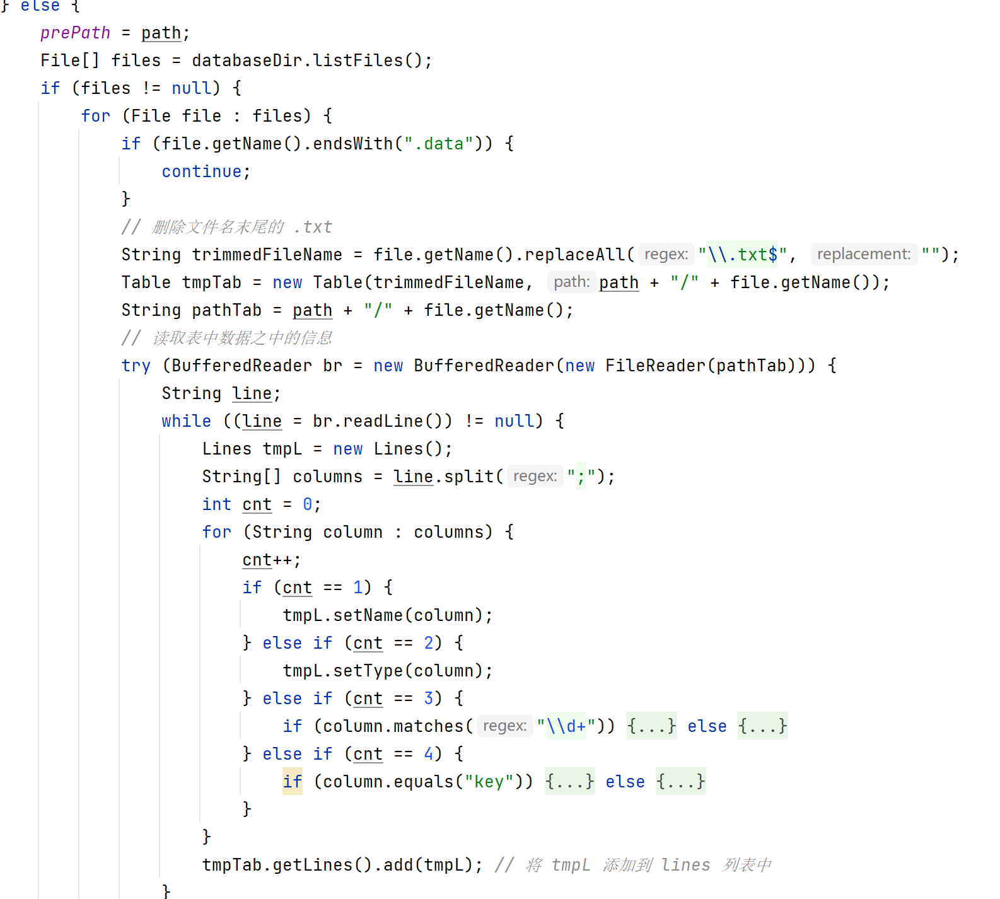 } else {
prePath = path;
File[] files = databaseDir.listFiles();
if (files != null) {
for (File file : files) {
if (file.getName().endsWith(".data")) {
continue;
}
// 删除文件名末尾的 .txt
String trimmedFileName = file.getName().replaceAll( regex: "\\.txt$", replacement: "");
Table tmpTab = new Table(trimmedFileName, path: path + "/" + file.getName());
String pathTab = path + "/" + file.getName();
// 读取表中数据之中的信息
try (BufferedReader br = new BufferedReader(new FileReader(pathTab))) {
String line;
while ((line = br.readLine()) != null) {
Lines tmpL = new Lines();
String[] columns = line.split( regex: ";");
int cnt = 0;
for (String column : columns) {
cnt++;
if (cnt == 1) {
tmpL.setName(column);
} else if (cnt == 2) {
tmpL.setType(column);
} else if (cnt == 3) {
if (column.matches( regex: "\\d+")) {...} else {...}
} else if (cnt == 4) {
if (column.equals("key")) {...} else {...}
}
}
tmpTab.getLines().add(tmpL); // 将 tmpL 添加到 lines 列表中
}